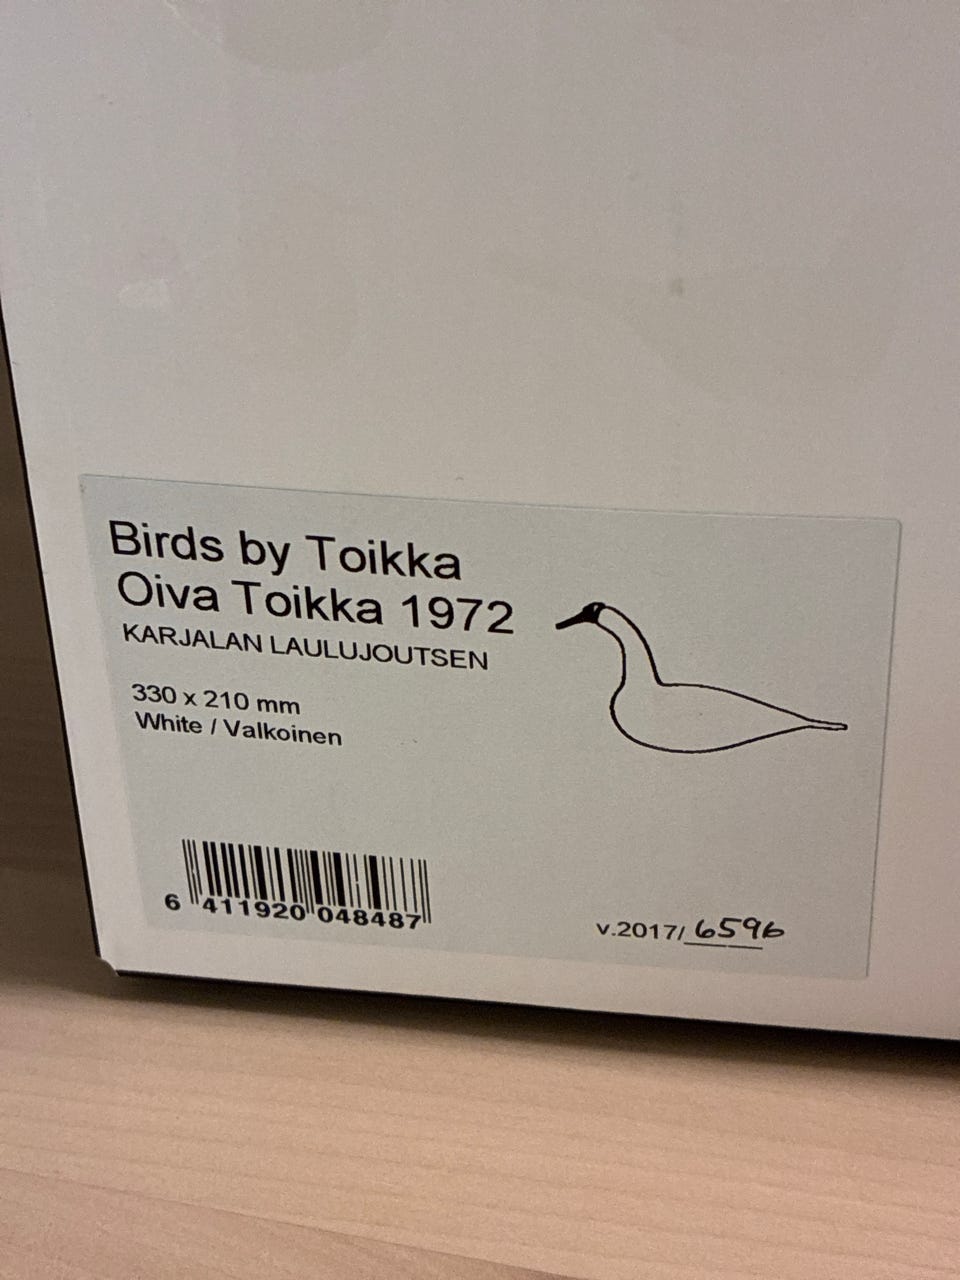 Birds by Toikka
Oiva Toikka 1972
KARJALAN LAULUJOUTSEN
330 x 210 mm
White / Valkoinen
6 411920 048487
v.2017/ 6596